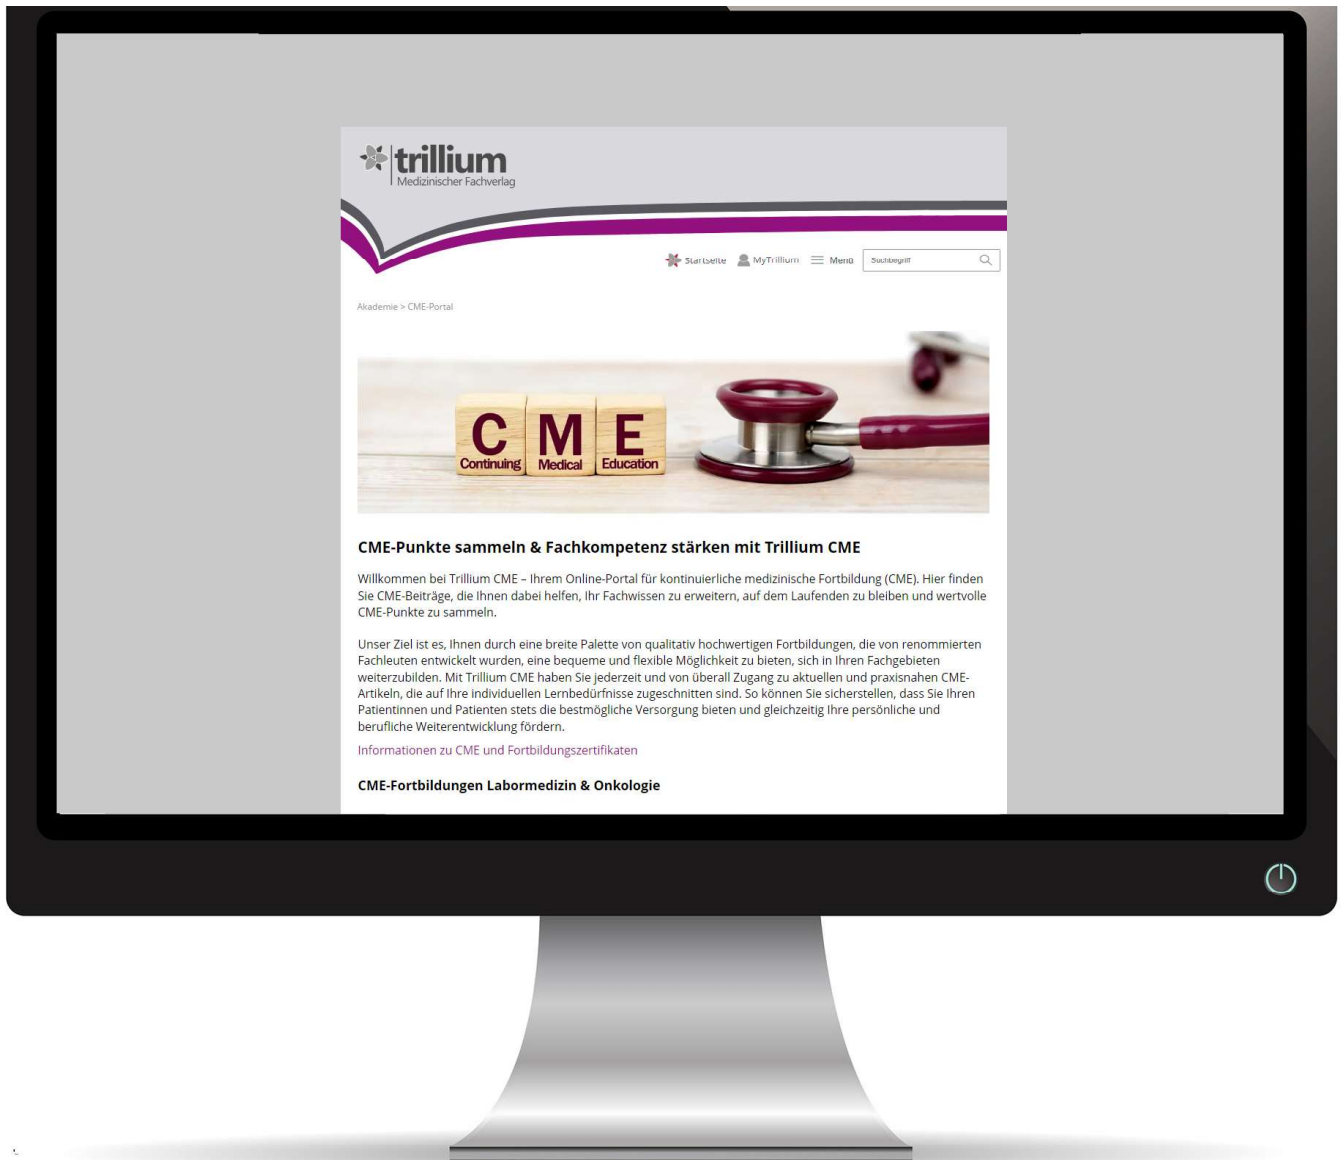 trillium
Medizinischer Fachverlag
Startseite MyTrillium Menü Suchbegriff
Akademie > CME-Portal
C M E
Continuing Medical Education
CME-Punkte sammeln & Fachkompetenz stärken mit Trillium CME
Willkommen bei Trillium CME – Ihrem Online-Portal für kontinuierliche medizinische Fortbildung (CME). Hier finden
Sie CME-Beiträge, die Ihnen dabei helfen, Ihr Fachwissen zu erweitern, auf dem Laufenden zu bleiben und wertvolle
CME-Punkte zu sammeln.
Unser Ziel ist es, Ihnen durch eine breite Palette von qualitativ hochwertigen Fortbildungen, die von renommierten
Fachleuten entwickelt wurden, eine bequeme und flexible Möglichkeit zu bieten, sich in Ihren Fachgebieten
weiterzubilden. Mit Trillium CME haben Sie jederzeit und von überall Zugang zu aktuellen und praxisnahen CME-
Artikeln, die auf Ihre individuellen Lernbedürfnisse zugeschnitten sind. So können Sie sicherstellen, dass Sie Ihren
Patientinnen und Patienten stets die bestmögliche Versorgung bieten und gleichzeitig Ihre persönliche und
berufliche Weiterentwicklung fördern.
Informationen zu CME und Fortbildungszertifikaten
CME-Fortbildungen Labormedizin & Onkologie